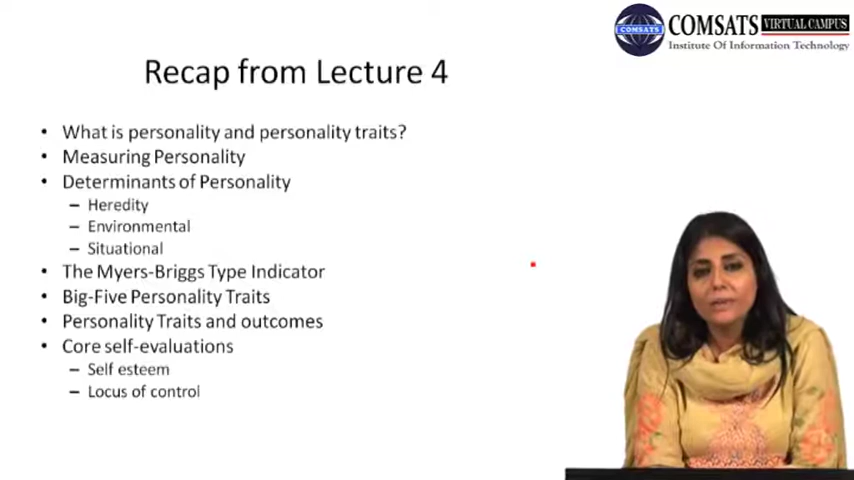 COMSATS VIRTUAL CAMPUS
Institute Of Information Technology
COMSATS
Recap from Lecture 4
• What is personality and personality traits?
• Measuring Personality
• Determinants of Personality
– Heredity
– Environmental
– Situational
• The Myers-Briggs Type Indicator
• Big-Five Personality Traits
• Personality Traits and outcomes
• Core self-evaluations
– Self esteem
– Locus of control